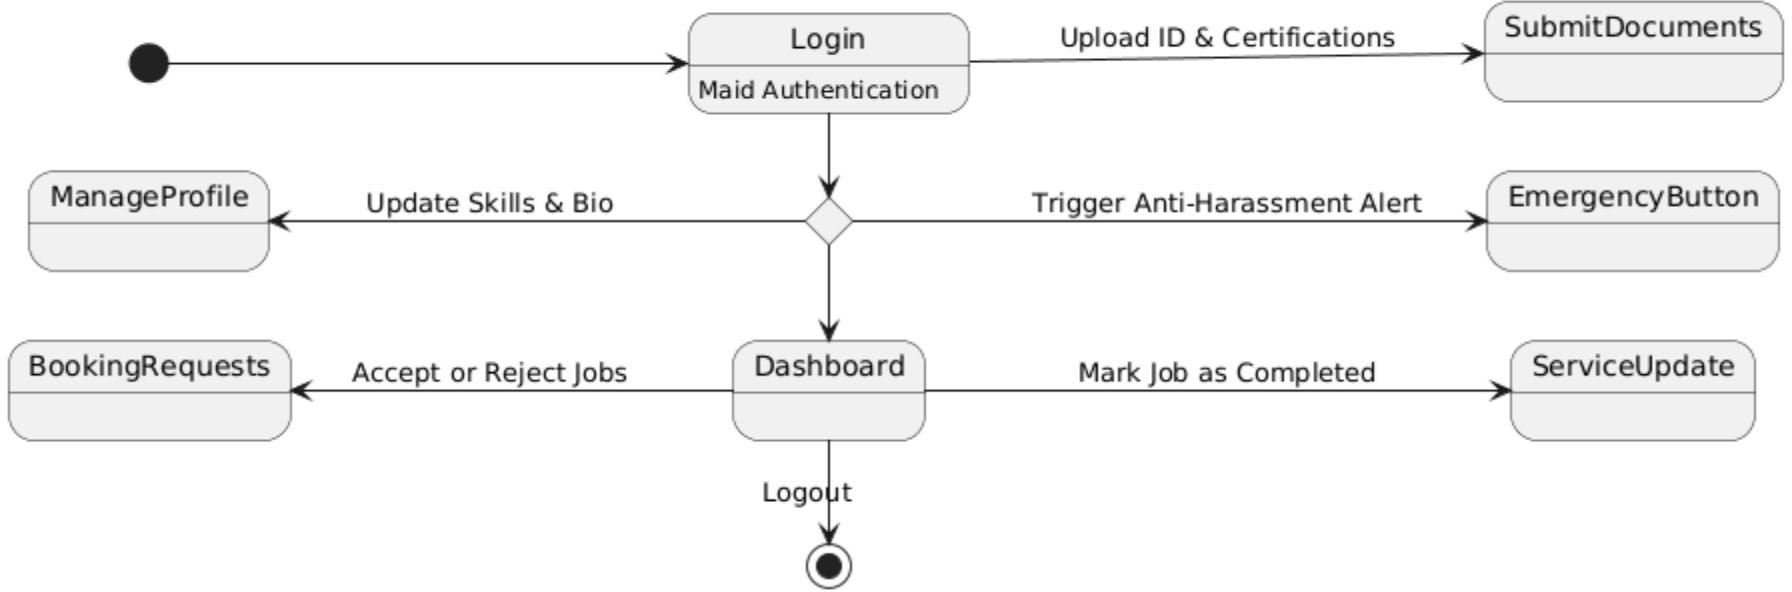 Login
Maid Authentication
Upload ID & Certifications
SubmitDocuments
ManageProfile
Update Skills & Bio
Trigger Anti-Harassment Alert
EmergencyButton
BookingRequests
Accept or Reject Jobs
Dashboard
Mark Job as Completed
ServiceUpdate
Logout